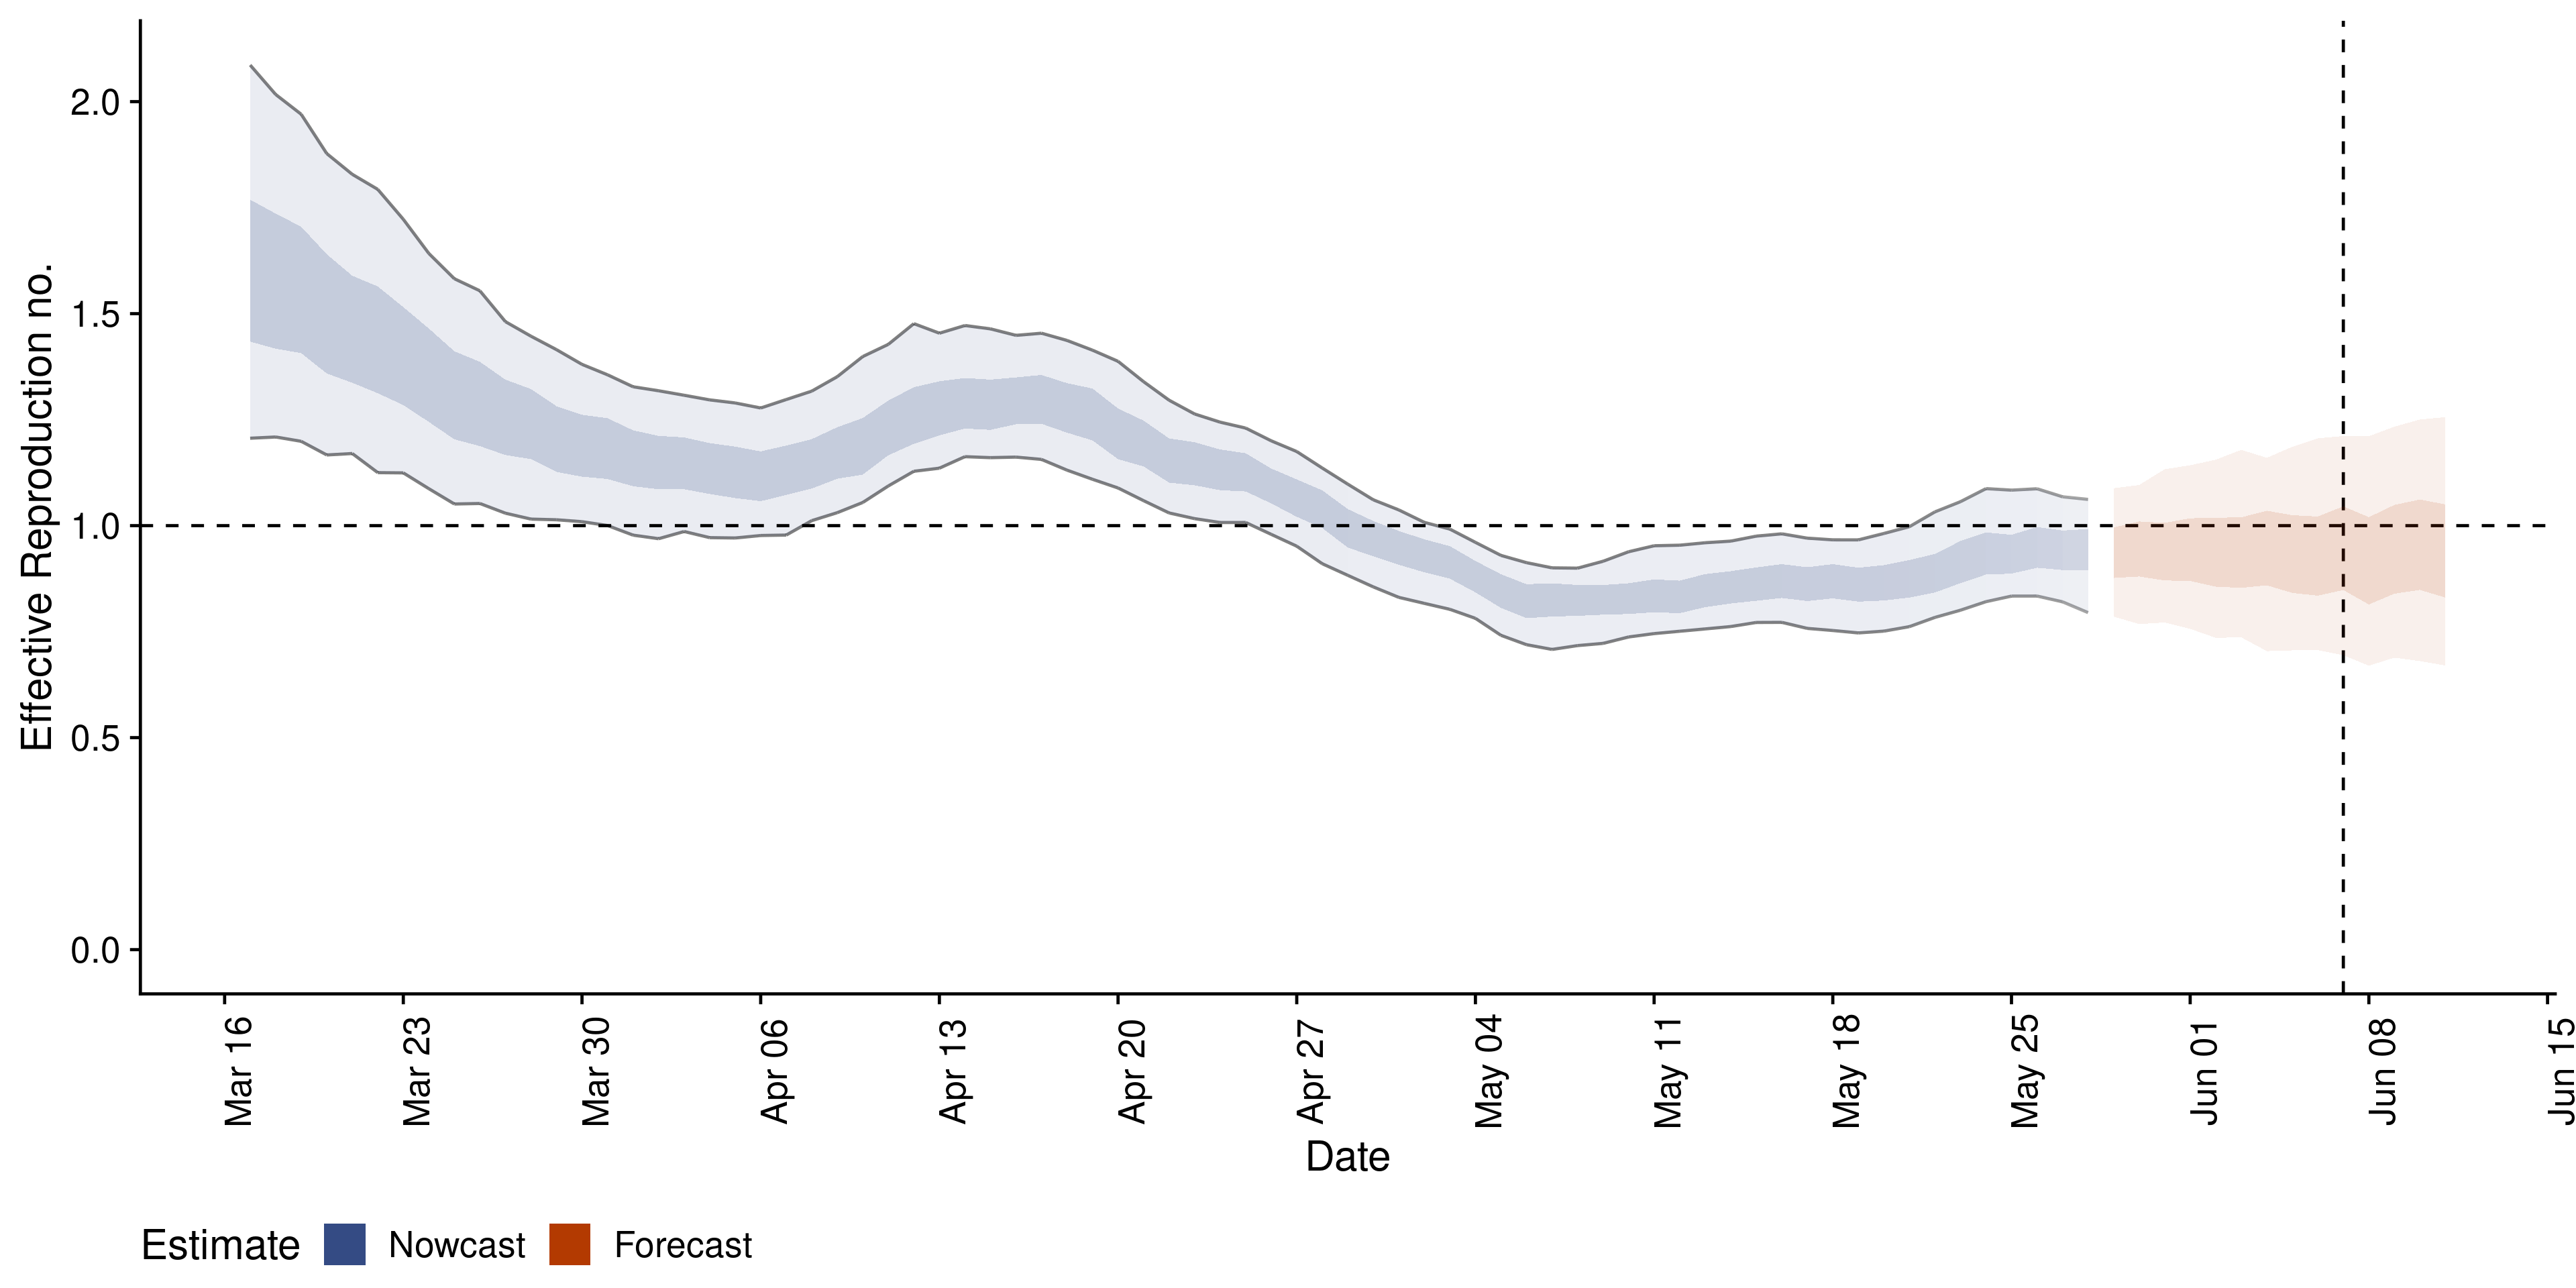 Effective Reproduction no.
2.0
1.5
1.0
0.5
0.0
Mar 16
Mar 23
Mar 30
Apr 06
Apr 13
Apr 20
Apr 27
May 04
May 11
May 18
May 25
Jun 01
Jun 08
Jun 15
Date
Estimate Nowcast Forecast